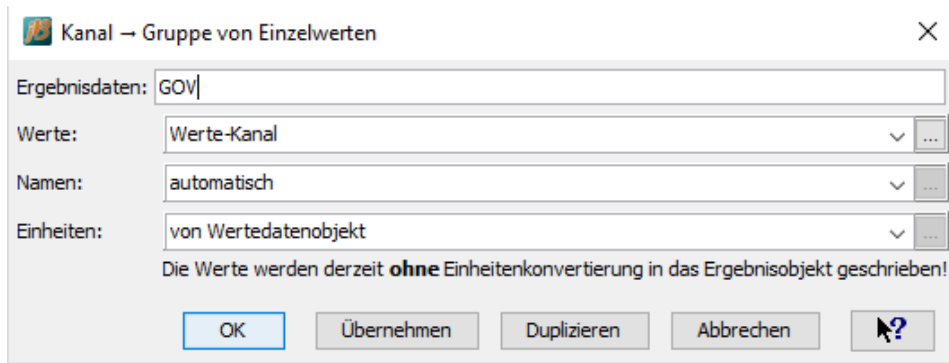 jB Kanal → Gruppe von Einzelwerten
Ergebnisdaten: GOV
Werte: Werte-Kanal ...
Namen: automatisch ...
Einheiten: von Wertedatenobjekt ...
Die Werte werden derzeit ohne Einheitenkonvertierung in das Ergebnisobjekt geschrieben!
OK Übernehmen Duplizieren Abbrechen ?